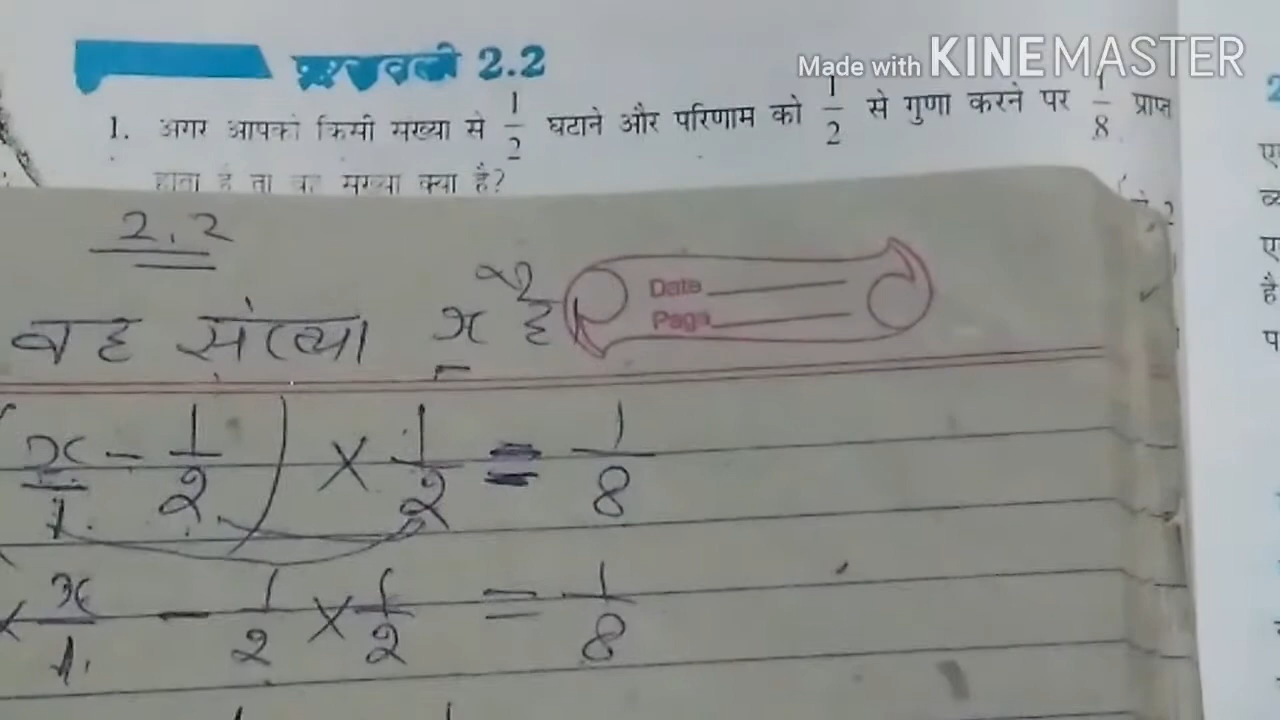 Made with KINEMASTER
प्रश्नावली 2.2
1. अगर आपको किसी संख्या से 1/2 घटाने और परिणाम को 1/2 से गुणा करने पर 1/8 प्राप्त
होता है तो वह संख्या क्या है?
2.2
वह संख्या x है
Date
Page
(x/1 - 1/2) × 1/2 = 1/8
× x/1 - 1/2 × 1/2 = 1/8